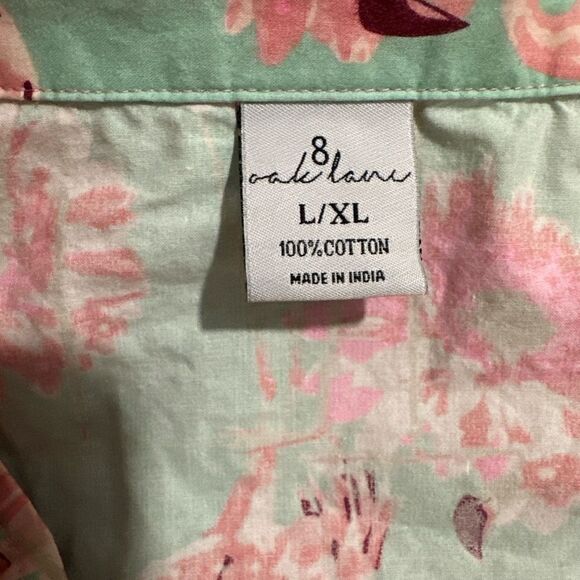 8
oak lane
L/XL
100%COTTON
MADE IN INDIA